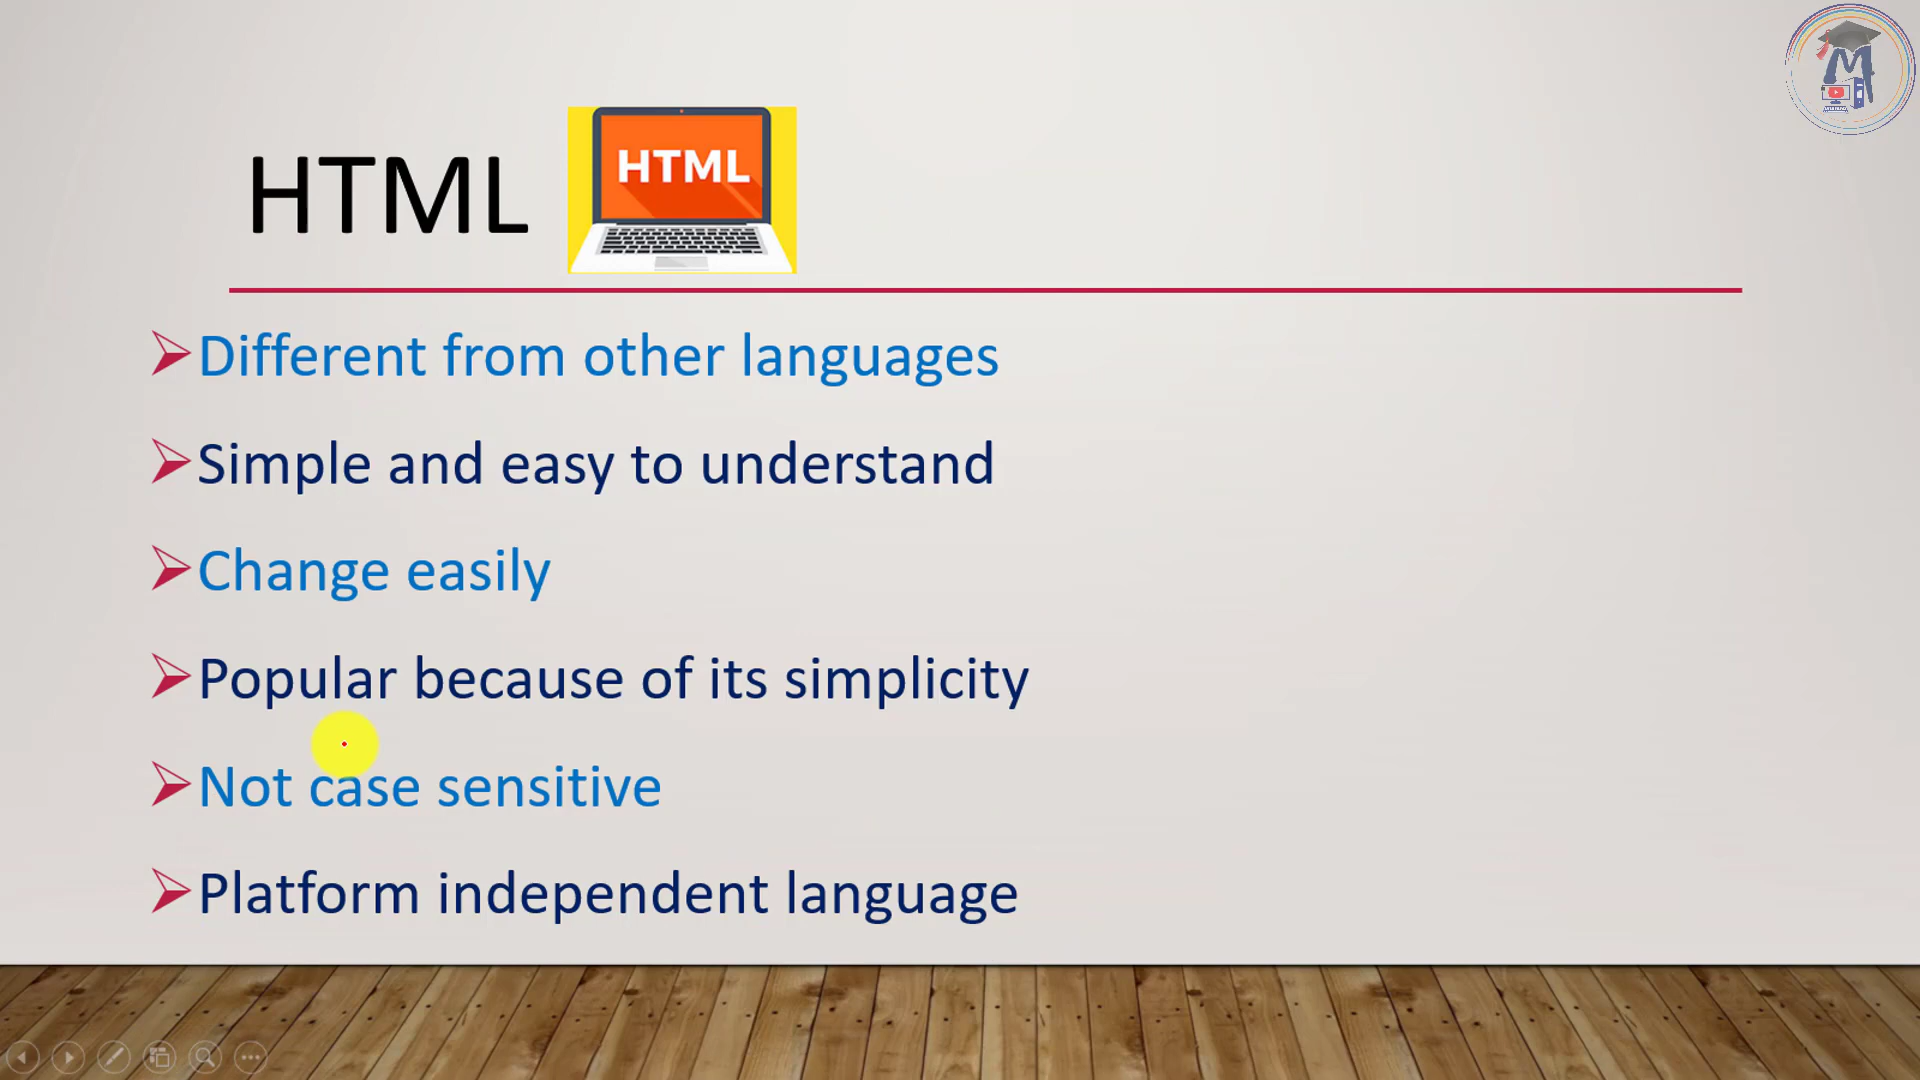 HTML
HTML
Different from other languages
Simple and easy to understand
Change easily
Popular because of its simplicity
Not case sensitive
Platform independent language